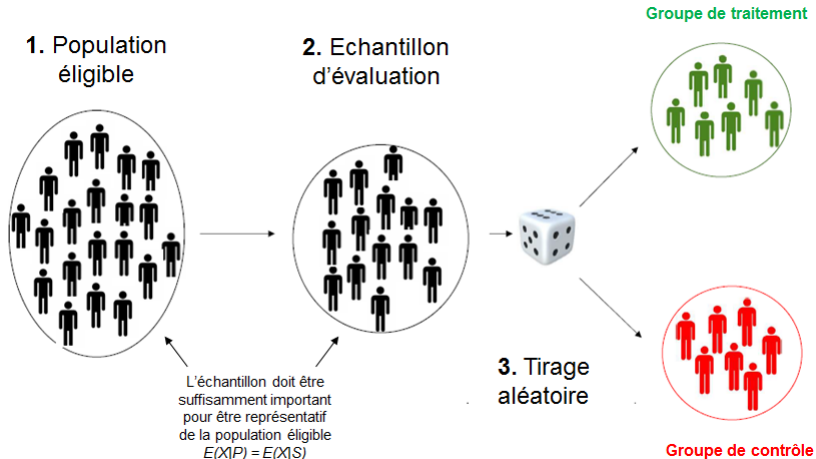 1. Population
éligible
2. Echantillon
d’évaluation
Groupe de traitement
L’échantillon doit être
suffisamment important
pour être représentatif
de la population éligible
E(X|P) = E(X|S)
3. Tirage
aléatoire
Groupe de contrôle